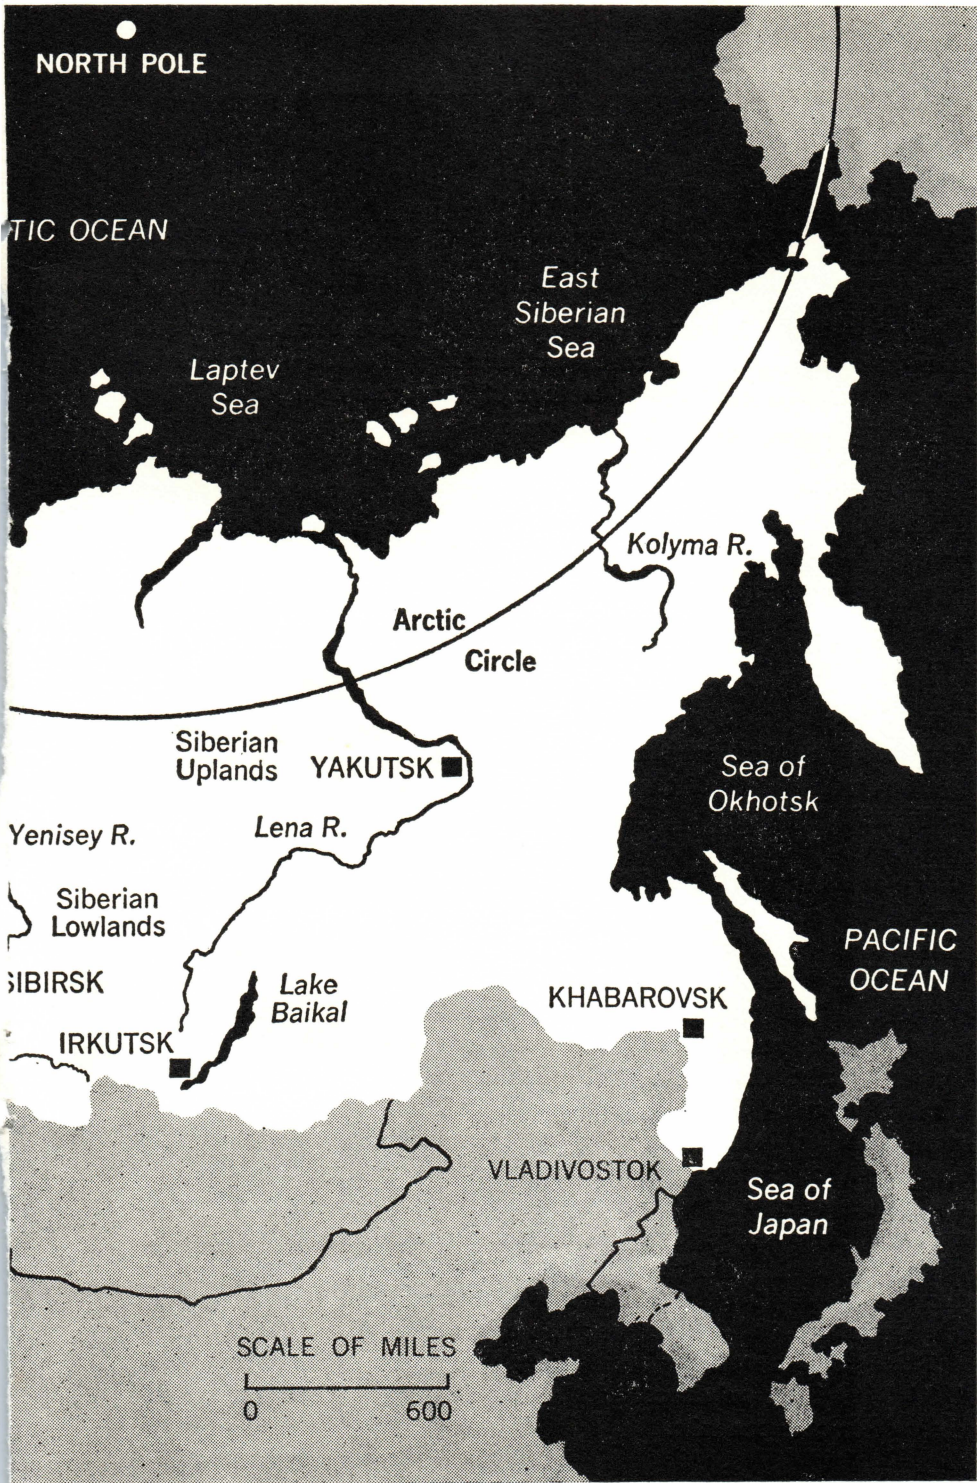 NORTH POLE
TIC OCEAN
East
Siberian
Sea
Laptev
Sea
Kolyma R.
Arctic
Circle
Siberian
Uplands
YAKUTSK
Sea of
Okhotsk
Yenisey R.
Lena R.
Siberian
Lowlands
PACIFIC
OCEAN
SIBIRSK
Lake
Baikal
KHABAROVSK
IRKUTSK
VLADIVOSTOK
Sea of
Japan
SCALE OF MILES
0 600